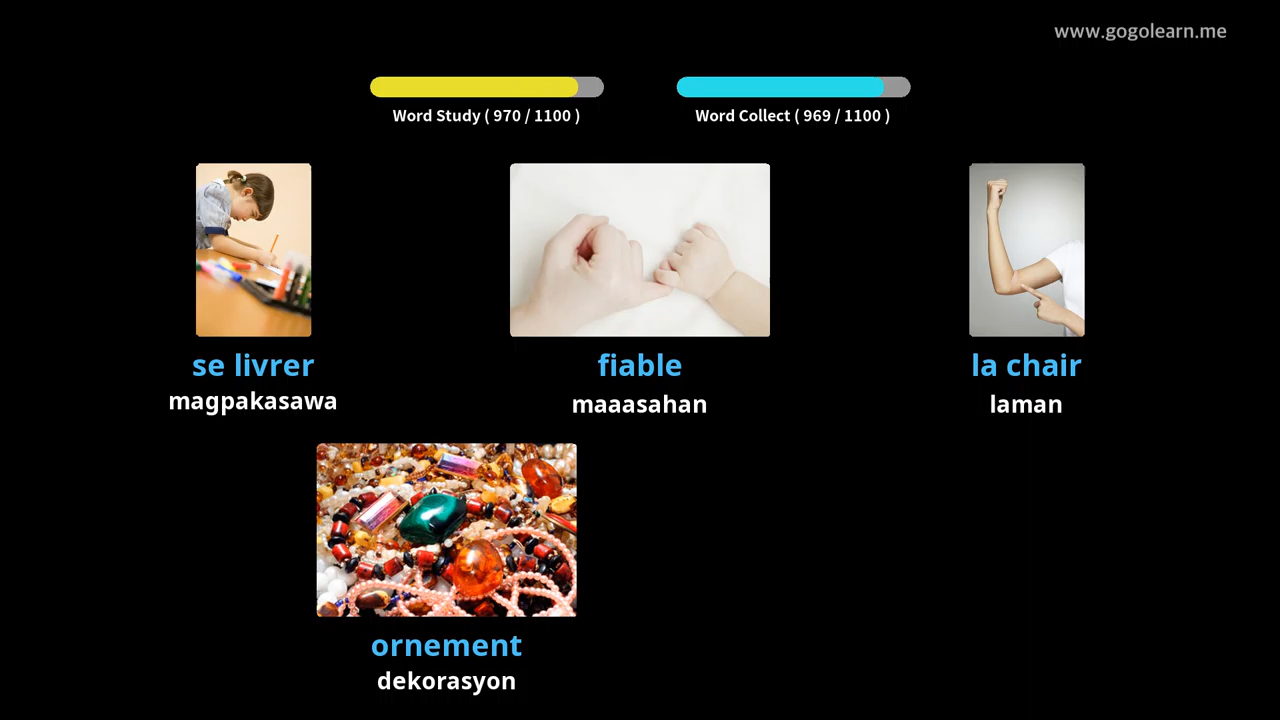 www.gogolearn.me
Word Study ( 970 / 1100 )
Word Collect ( 969 / 1100 )
se livrer
magpakasawa
fiable
maaasahan
la chair
laman
ornement
dekorasyon